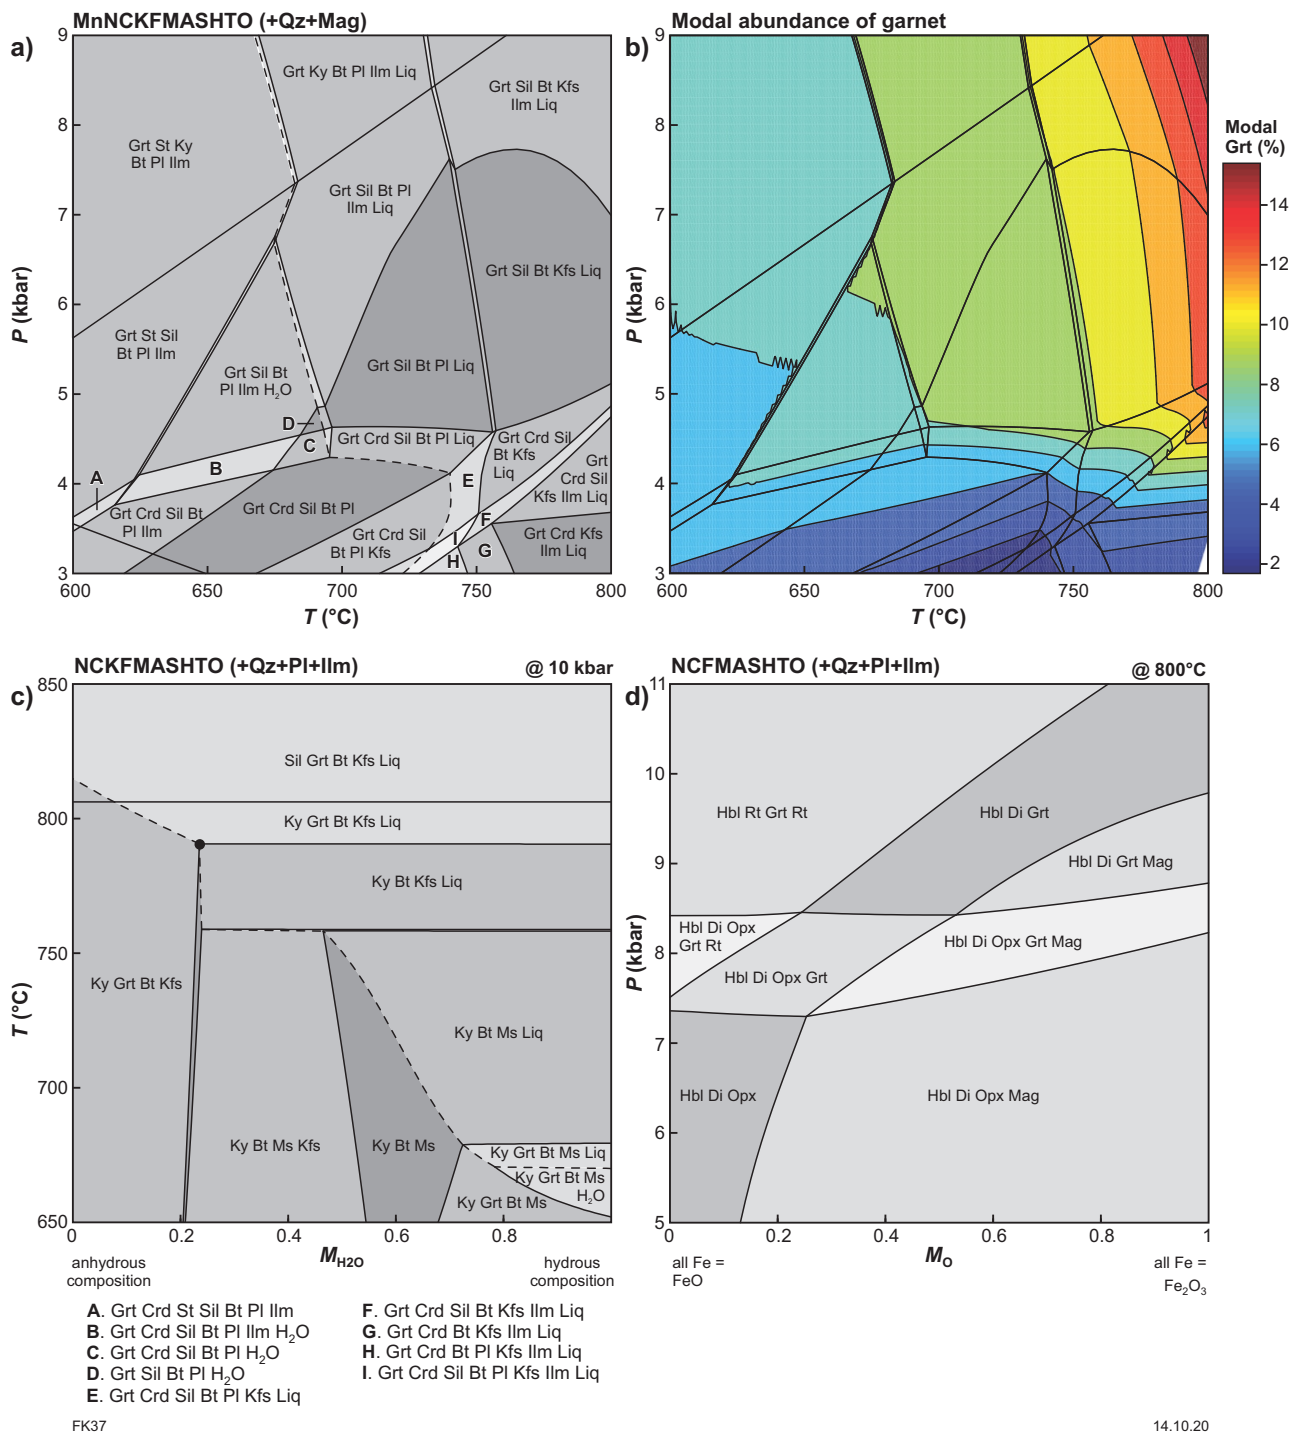 MnNCKFMASHTO (+Qz+Mag)
a)
9
8
7
6
5
4
3
P (kbar)
Grt Ky Bt Pl Ilm Liq
Grt Sil Bt Kfs
Ilm Liq
Grt St Ky
Bt Pl Ilm
Grt Sil Bt Pl
Ilm Liq
Grt Sil Bt Kfs Liq
Grt St Sil
Bt Pl Ilm
Grt Sil Bt
Pl Ilm H2O
Grt Sil Bt Pl Liq
D
C
Grt Crd Sil Bt Pl Liq
Grt Crd Sil
Bt Kfs
Liq
A
B
E
Grt
Crd
Sil
Kfs Ilm Liq
Grt Crd Sil Bt
Pl Ilm
Grt Crd Sil Bt Pl
Grt Crd Sil
Bt Pl Kfs
F
I
G
H
Grt Crd Kfs
Ilm Liq
600
650
700
750
800
T (°C)
Modal abundance of garnet
b)
9
8
7
6
5
4
3
P (kbar)
600
650
700
750
800
T (°C)
Modal
Grt (%)
14
12
10
8
6
4
2
NCKFMASHTO (+Qz+Pl+Ilm)
@ 10 kbar
c)
850
800
750
700
650
T (°C)
Sil Grt Bt Kfs Liq
Ky Grt Bt Kfs Liq
Ky Bt Kfs Liq
Ky Grt Bt Kfs
Ky Bt Ms Liq
Ky Bt Ms Kfs
Ky Bt Ms
Ky Grt Bt Ms Liq
Ky Grt Bt Ms
H2O
Ky Grt Bt Ms
0
0.2
0.4
0.6
0.8
MH2O
anhydrous
composition
hydrous
composition
NCFMASHTO (+Qz+Pl+Ilm)
@ 800°C
d)
11
10
9
8
7
6
5
P (kbar)
Hbl Rt Grt Rt
Hbl Di Grt
Hbl Di Grt Mag
Hbl Di Opx
Grt Rt
Hbl Di Opx Grt Mag
Hbl Di Opx Grt
Hbl Di Opx
Hbl Di Opx Mag
0
0.2
0.4
0.6
0.8
1
MO
all Fe =
FeO
all Fe =
Fe2O3
A. Grt Crd St Sil Bt Pl Ilm
B. Grt Crd Sil Bt Pl Ilm H2O
C. Grt Crd Sil Bt Pl H2O
D. Grt Sil Bt Pl H2O
E. Grt Crd Sil Bt Pl Kfs Liq
F. Grt Crd Sil Bt Kfs Ilm Liq
G. Grt Crd Bt Kfs Ilm Liq
H. Grt Crd Bt Pl Kfs Ilm Liq
I. Grt Crd Sil Bt Pl Kfs Ilm Liq
FK37
14.10.20